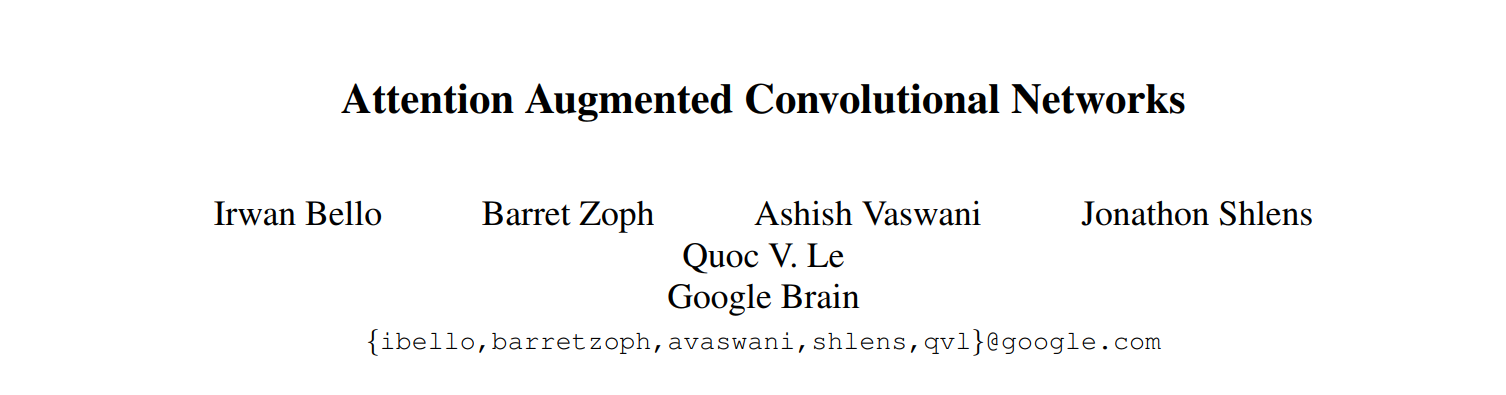 Attention Augmented Convolutional Networks
Irwan Bello Barret Zoph Ashish Vaswani Jonathon Shlens
Quoc V. Le
Google Brain
{ibello,barretzoph,avaswani,shlens,qvl}@google.com